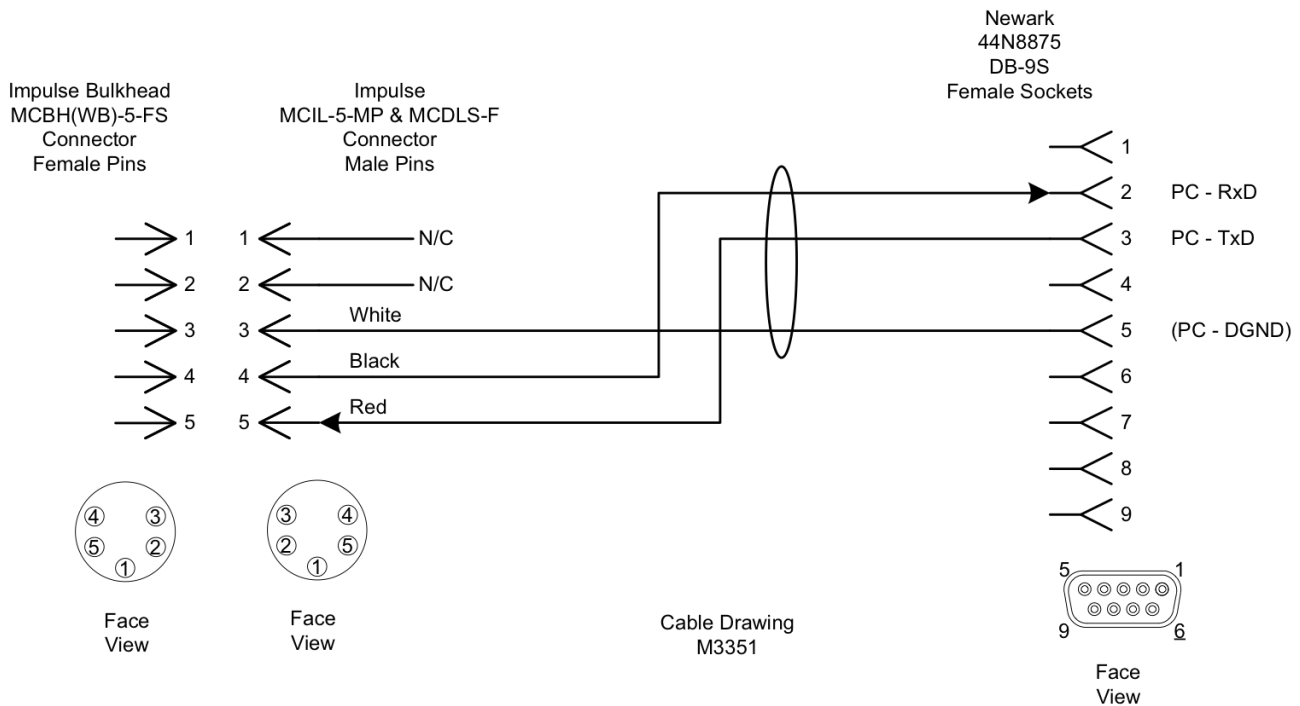 Newark
44N8875
DB-9S
Female Sockets
Impulse Bulkhead
MCBH(WB)-5-FS
Connector
Female Pins
Impulse
MCIL-5-MP & MCDLS-F
Connector
Male Pins
1
2 PC - RxD
1 1 N/C 3 PC - TxD
2 2 N/C 4
White
3 3 5 (PC - DGND)
Black
4 4 6
Red
5 5 7
8
9
4 3
5 2
1
3 4
2 5
1
5 1
9 6
Face
View
Face
View
Cable Drawing
M3351
Face
View